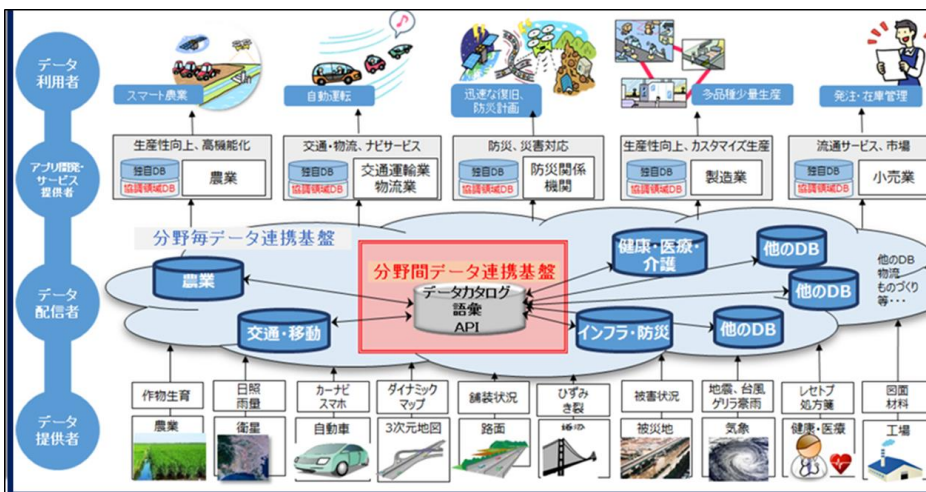 データ
利用者
スマート農業
自動運転
迅速な復旧、
防災計画
多品種少量生産
発注・在庫管理
アプリ開発・
サービス
提供者
生産性向上、高機能化
独自DB
協調領域DB
農業
交通・物流、ナビサービス
独自DB
協調領域DB
交通運輸業
物流業
防災、災害対応
独自DB
協調領域DB
防災関係
機関
生産性向上、カスタマイズ生産
独自DB
協調領域DB
製造業
流通サービス、市場
独自DB
協調領域DB
小売業
データ
配信者
分野毎データ連携基盤
分野間データ連携基盤
データカタログ
語彙
API
農業
交通・移動
健康・医療・
介護
インフラ・防災
他のDB
他のDB
他のDB
他のDB
物流
ものづくり
等・・・
データ
提供者
作物生育
農業
日照
雨量
衛星
カーナビ
スマホ
自動車
ダイナミック
マップ
3次元地図
舗装状況
路面
ひずみ
き裂
被害状況
被災地
地震、台風
ゲリラ豪雨
気象
レセトプ
処方箋
健康・医療
図面
材料
工場